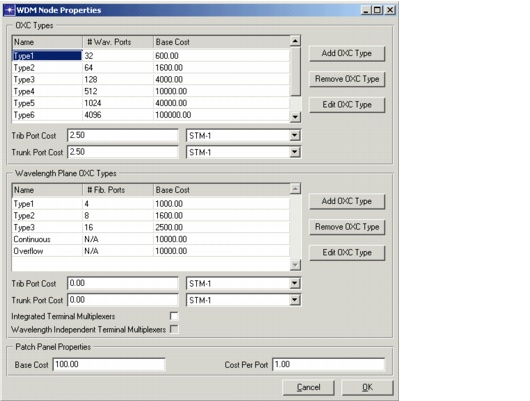 WDM Node Properties
OXC Types
Name # Wav. Ports Base Cost
Type1 32 600.00
Type2 64 1600.00
Type3 128 4000.00
Type4 512 10000.00
Type5 1024 40000.00
Type6 4096 100000.00
Add OXC Type
Remove OXC Type
Edit OXC Type
Trib Port Cost 2.50 STM-1
Trunk Port Cost 2.50 STM-1
Wavelength Plane OXC Types
Name # Fib. Ports Base Cost
Type1 4 1000.00
Type2 8 1600.00
Type3 16 2500.00
Continuous N/A 10000.00
Overflow N/A 10000.00
Add OXC Type
Remove OXC Type
Edit OXC Type
Trib Port Cost 0.00 STM-1
Trunk Port Cost 0.00 STM-1
Integrated Terminal Multiplexers
Wavelength Independent Terminal Multiplexers
Patch Panel Properties
Base Cost 100.00 Cost Per Port 1.00
Cancel OK